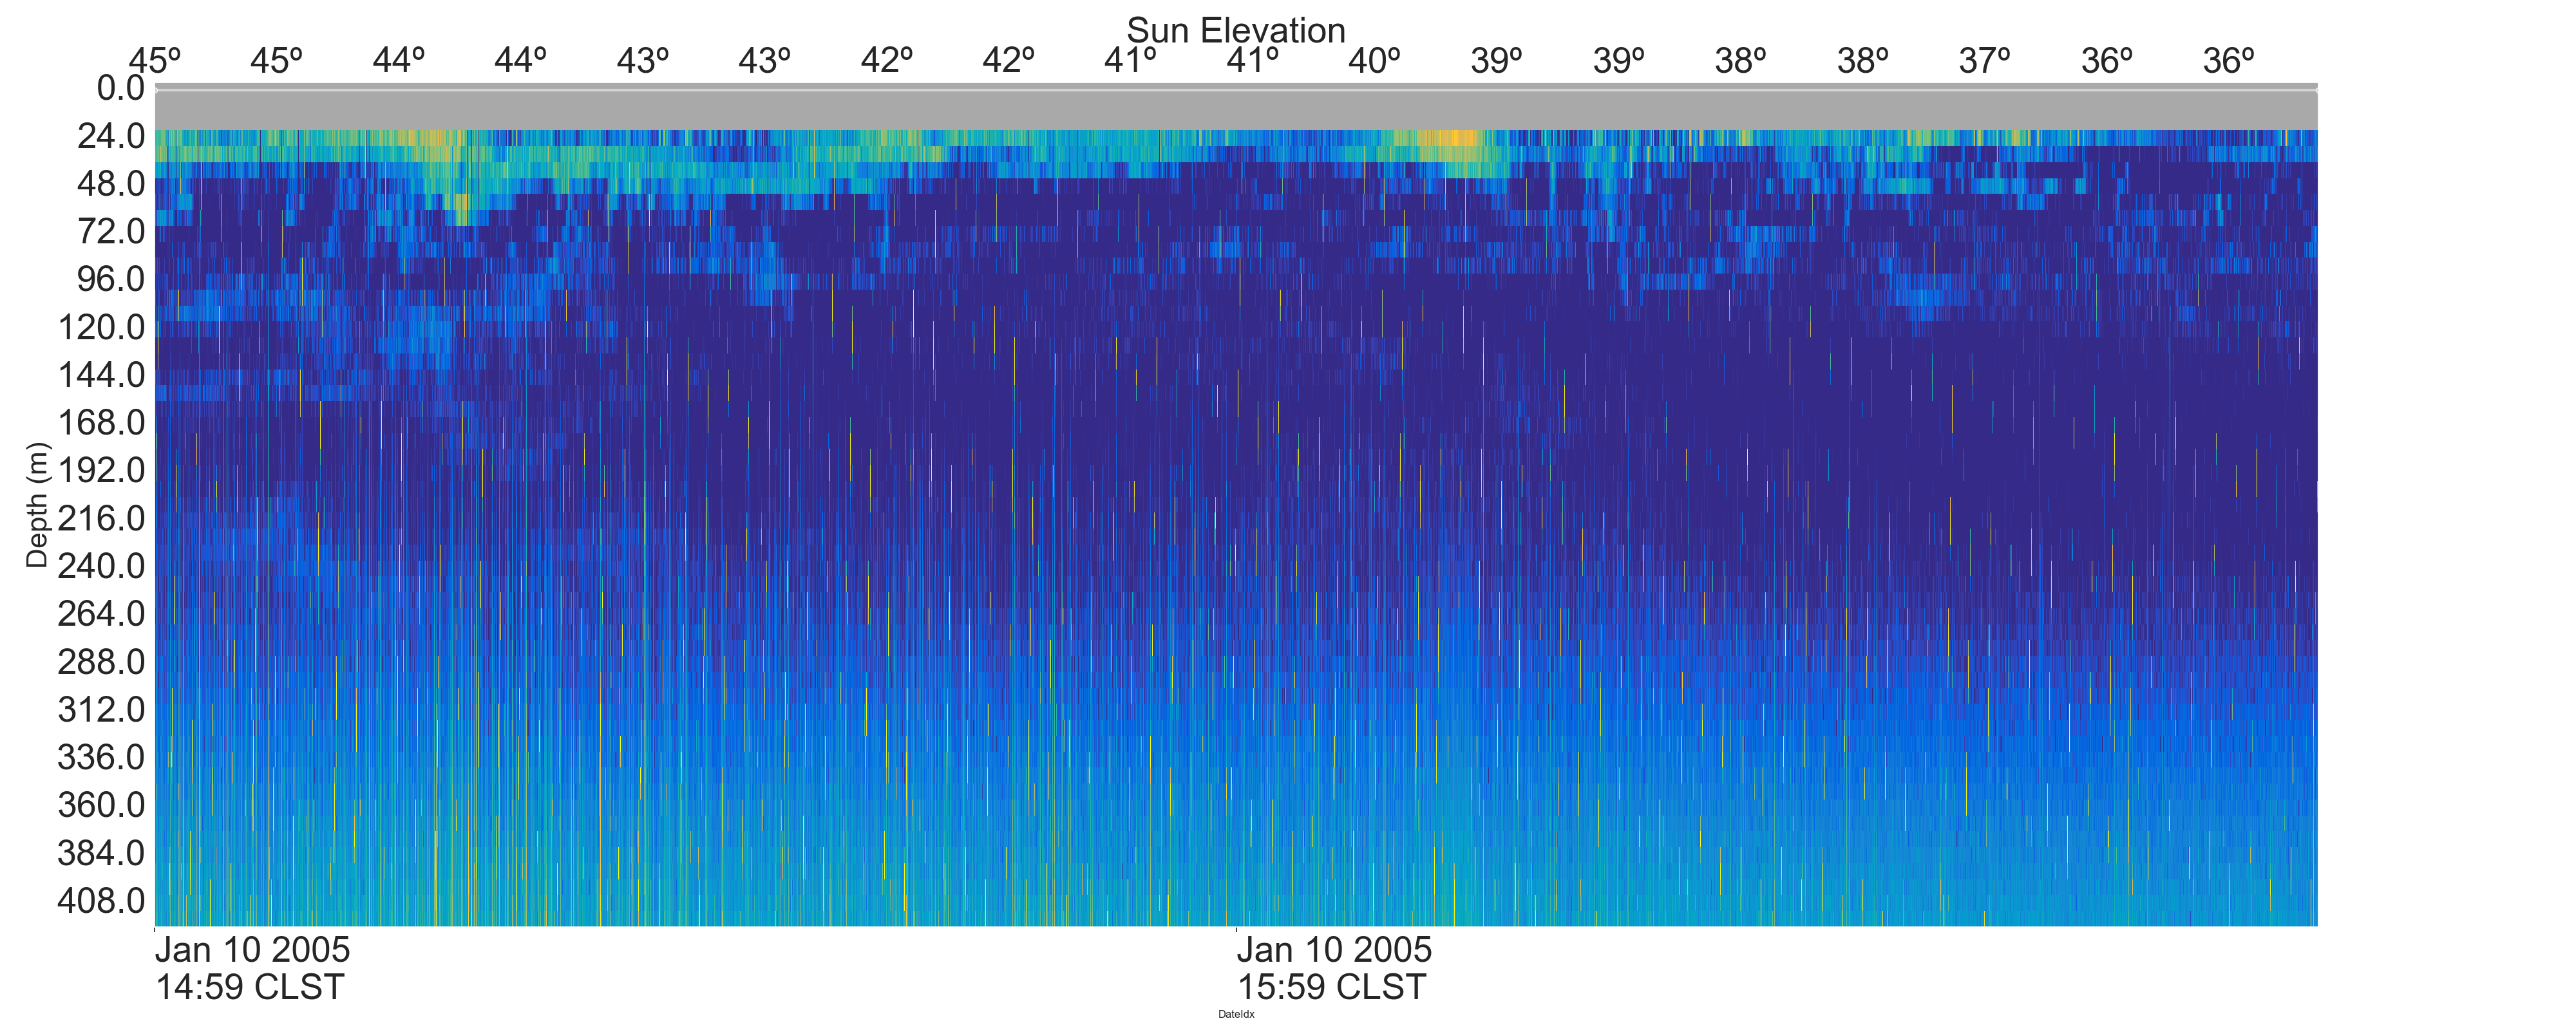 Sun Elevation
45º 45º 44º 44º 43º 43º 42º 42º 41º 41º 40º 39º 39º 38º 38º 37º 36º 36º
0.0
24.0
48.0
72.0
96.0
120.0
144.0
168.0
192.0
216.0
240.0
264.0
288.0
312.0
336.0
360.0
384.0
408.0
Depth (m)
Jan 10 2005
14:59 CLST
Jan 10 2005
15:59 CLST
DateIdx